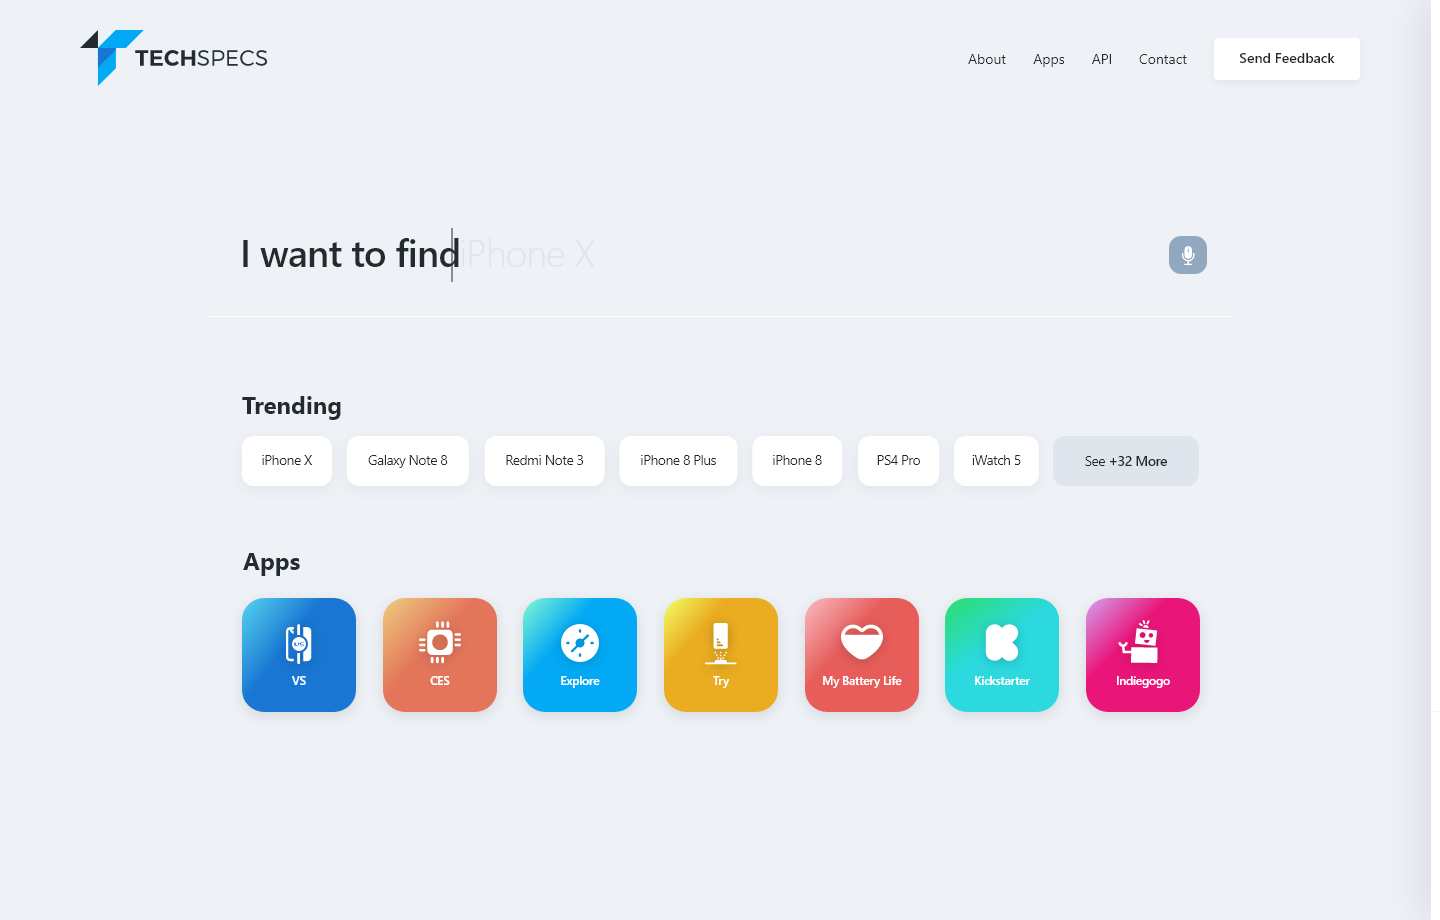 TECHSPECS
About Apps API Contact Send Feedback
I want to find iPhone X
Trending
iPhone X Galaxy Note 8 Redmi Note 3 iPhone 8 Plus iPhone 8 PS4 Pro iWatch 5 See +32 More
Apps
VS CES Explore Try My Battery Life Kickstarter Indiegogo